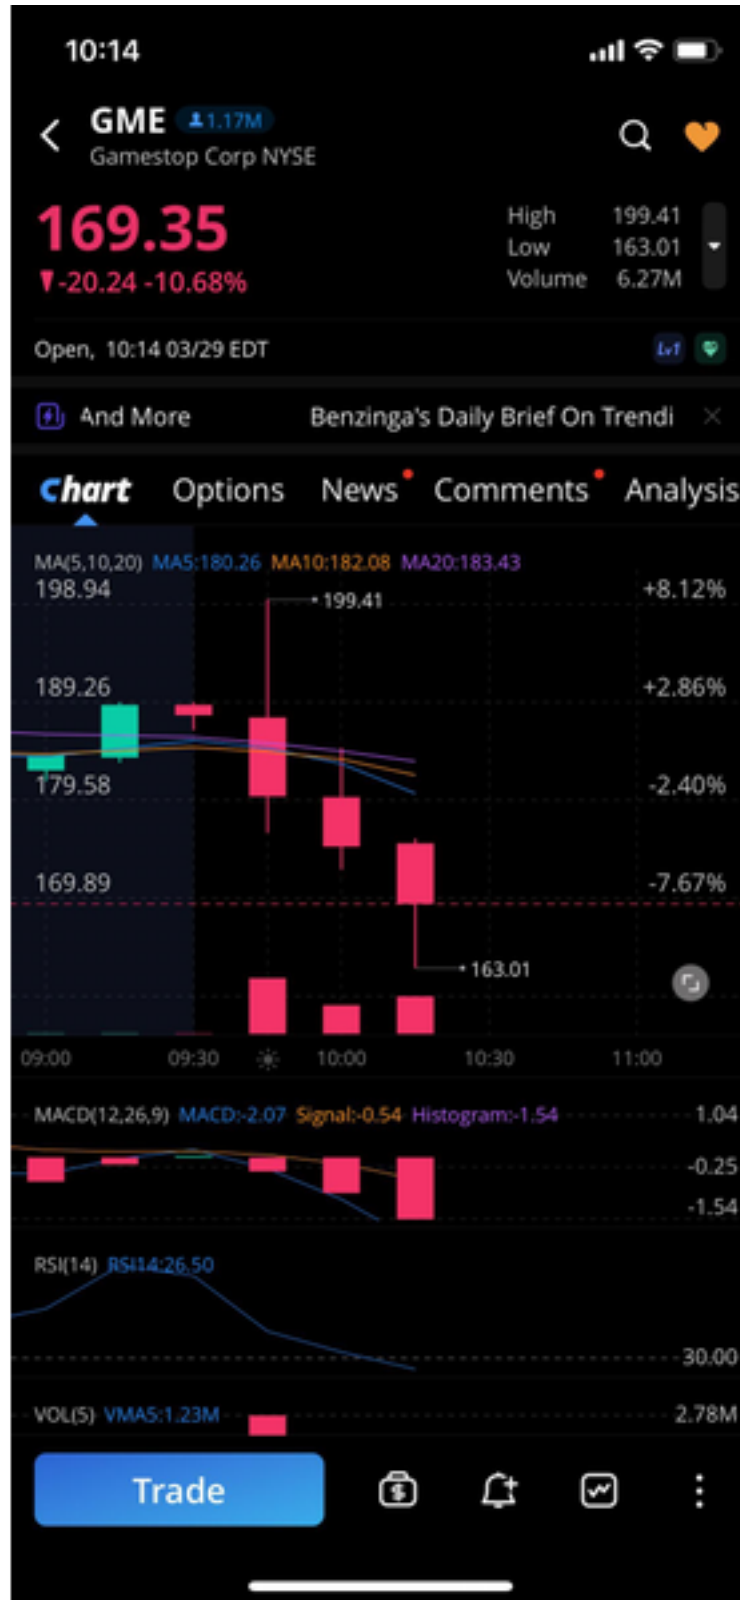 10:14
GME 1.17M
Gamestop Corp NYSE
169.35
-20.24 -10.68%
High 199.41
Low 163.01
Volume 6.27M
Open, 10:14 03/29 EDT
Lv1
And More Benzinga's Daily Brief On Trendi
Chart Options News Comments Analysis
MA(5,10,20) MA5:180.26 MA10:182.08 MA20:183.43
198.94 +8.12%
199.41
189.26 +2.86%
179.58 -2.40%
169.89 -7.67%
163.01
09:00 09:30 10:00 10:30 11:00
MACD(12,26,9) MACD:-2.07 Signal:-0.54 Histogram:-1.54 1.04
-0.25
-1.54
RSI(14) RSI14:26.50
30.00
VOL(5) VMA5:1.23M 2.78M
Trade